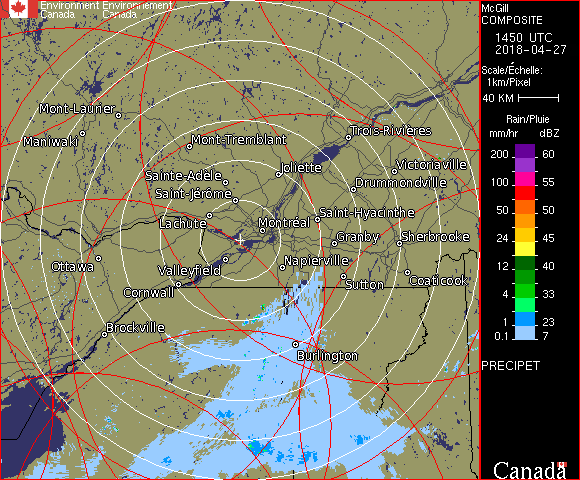 Environment Environnement
Canada Canada
McGill
COMPOSITE
1450 UTC
2018-04-27
Scale/Échelle:
1km/Pixel
40 KM
Rain/Pluie
mm/hr dBZ
200 60
150 57
100 55
50 50
24 45
12 40
4 33
1 23
0.1 7
PRECIPET
Mont-Laurier
Maniwaki
Mont-Tremblant
Trois-Rivières
Sainte-Adèle
Joliette
Victoriaville
Saint-Jérôme
Drummondville
Lachute
Montréal
Saint-Hyacinthe
Granby
Sherbrooke
Ottawa
Valleyfield
Napierville
Cornwall
Sutton
Coaticook
Brockville
Burlington
Canada